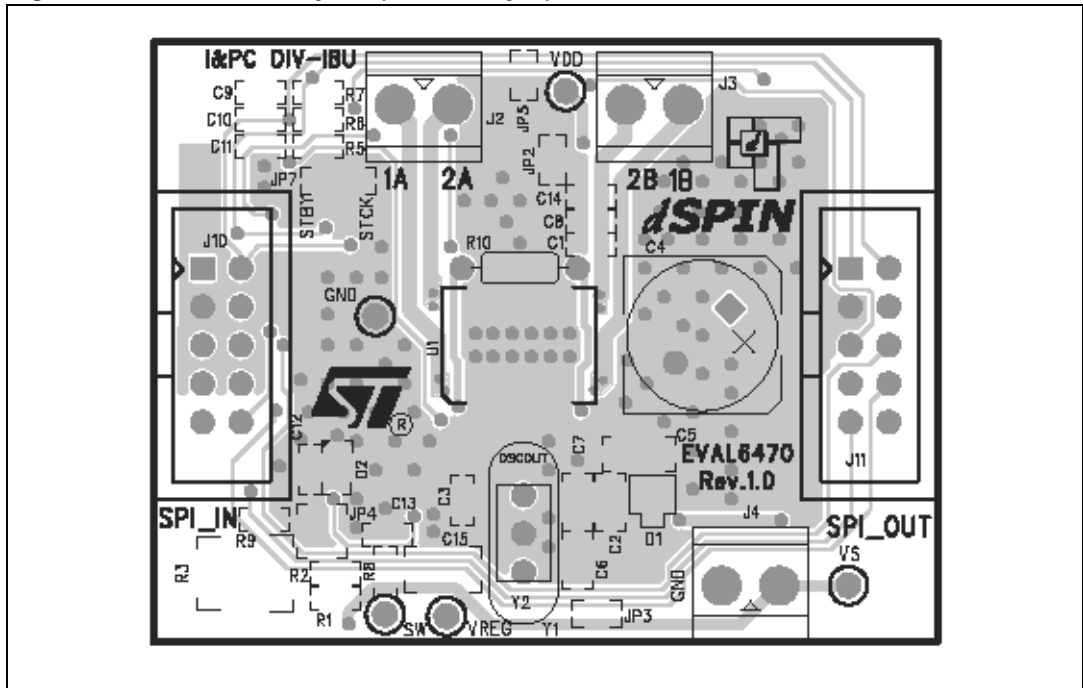 I&PC DIV-IBU
VDD
C9
R7
J3
C10
R6
J2
JP5
C11
R5
JP2
JP7
1A
2A
2B 1B
C14
dSPIN
STBY
STCK
C8
J10
R10
C1
C4
GND
U1
ST
®
C12
D2
OSCOUT
C7
C5
EVAL6470
Rev.1.0
J11
C3
C13
SPI_IN
JP4
C15
C2
D1
J4
SPI_OUT
R9
VS
R3
R2
R8
C6
GND
R1
Y2
SW
VREG
Y1
JP3